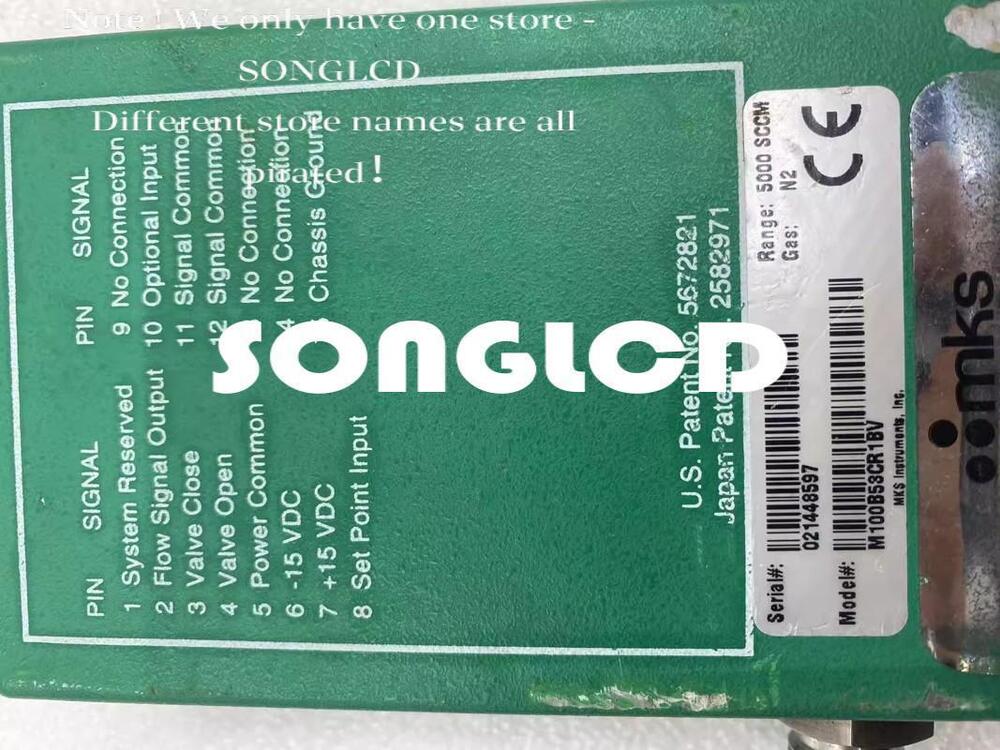 Note ! We only have one store -
SONGLCD
Different store names are all
pirated !
SONGLCD
PIN SIGNAL
1 System Reserved
2 Flow Signal Output
3 Valve Close
4 Valve Open
5 Power Common
6 -15 VDC
7 +15 VDC
8 Set Point Input
PIN SIGNAL
9 No Connection
10 Optional Input
11 Signal Common
12 Signal Common
No Connection
4 No Connection
Chassis Ground
U.S. Patent No. 5672821
Japan Patent 2582971
Serial#:
021448597
Range: 5000 SCCM
Gas: N2
CE
Model#:
M100B53CR1BV
MKS Instruments, Inc.
mks